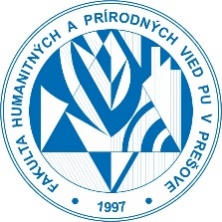 FAKULTA HUMANITNÝCH A PRÍRODNÝCH VIED PU V PREŠOVE
• 1997 •